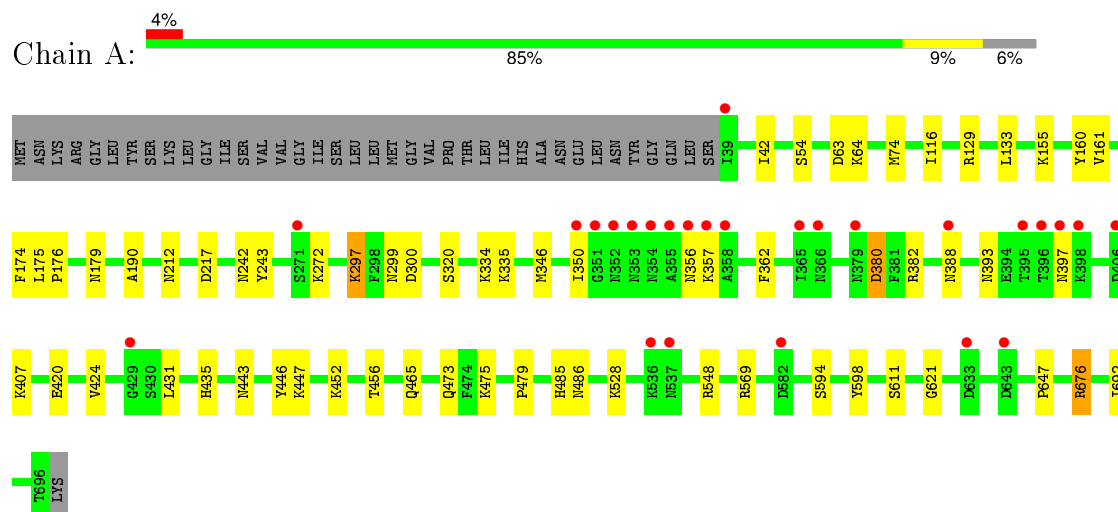 4%
Chain A:
85% 9% 6%
MET ASN LYS ARG GLY LEU TYR SER LYS LEU GLY ILE SER VAL VAL GLY ILE SER LEU LEU MET GLY VAL PRO THR LEU ILE HIS ALA ASN GLU LEU ASN TYR GLY GLN LEU SER I39 I42 S54 D63 K64 M74 I116 R129 L133 K155 Y160 V161
F174 L175 P176 N179 A190 N212 D217 N242 Y243 S271 K272 K297 F298 N299 D300 S320 K334 K335 M346 I350 G351 N352 N353 N354 A355 N356 K357 A358 F362 I365 N366 N379 D380 F381 R382 N388 N393 E394 T395 T396 N397 K398 D406
K407 E420 V424 G429 S430 L431 H435 N443 Y446 K447 K452 T456 Q465 Q473 F474 K475 P479 H485 N486 K528 K536 N537 R548 R569 D582 S594 Y598 S611 G621 D633 D643 P647 R676 I692
T696 LYS